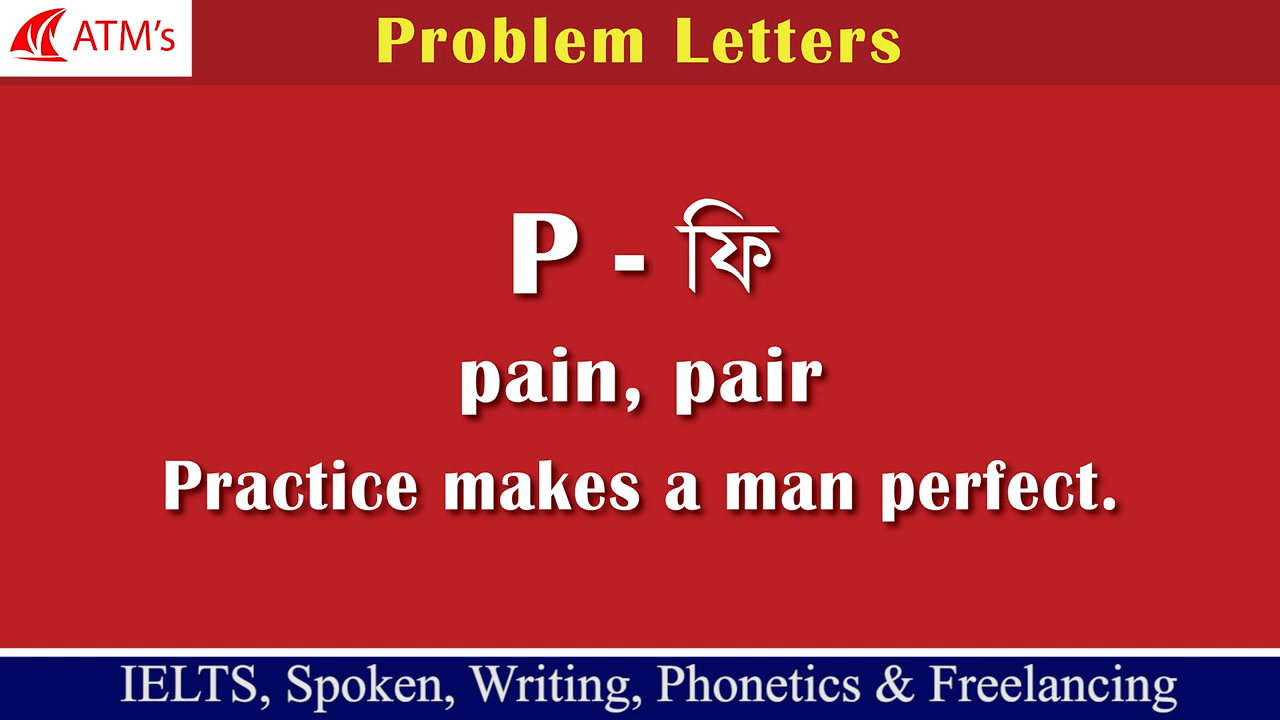 ATM's
Problem Letters
P - ফি
pain, pair
Practice makes a man perfect.
IELTS, Spoken, Writing, Phonetics & Freelancing